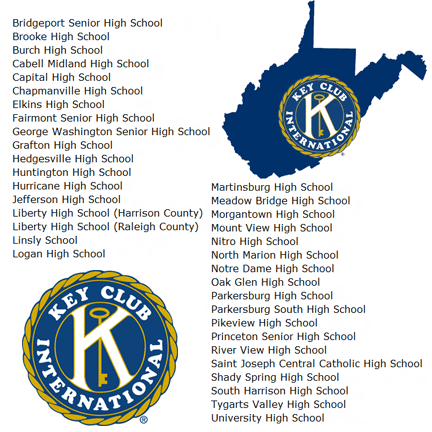 Bridgeport Senior High School
Brooke High School
Burch High School
Cabell Midland High School
Capital High School
Chapmanville High School
Elkins High School
Fairmont Senior High School
George Washington Senior High School
Grafton High School
Hedgesville High School
Huntington High School
Hurricane High School
Jefferson High School
Liberty High School (Harrison County)
Liberty High School (Raleigh County)
Linsly School
Logan High School
KEY CLUB
K
INTERNATIONAL
®
KEY CLUB
K
INTERNATIONAL
®
Martinsburg High School
Meadow Bridge High School
Morgantown High School
Mount View High School
Nitro High School
North Marion High School
Notre Dame High School
Oak Glen High School
Parkersburg High School
Parkersburg South High School
Pikeview High School
Princeton Senior High School
River View High School
Saint Joseph Central Catholic High School
Shady Spring High School
South Harrison High School
Tygarts Valley High School
University High School